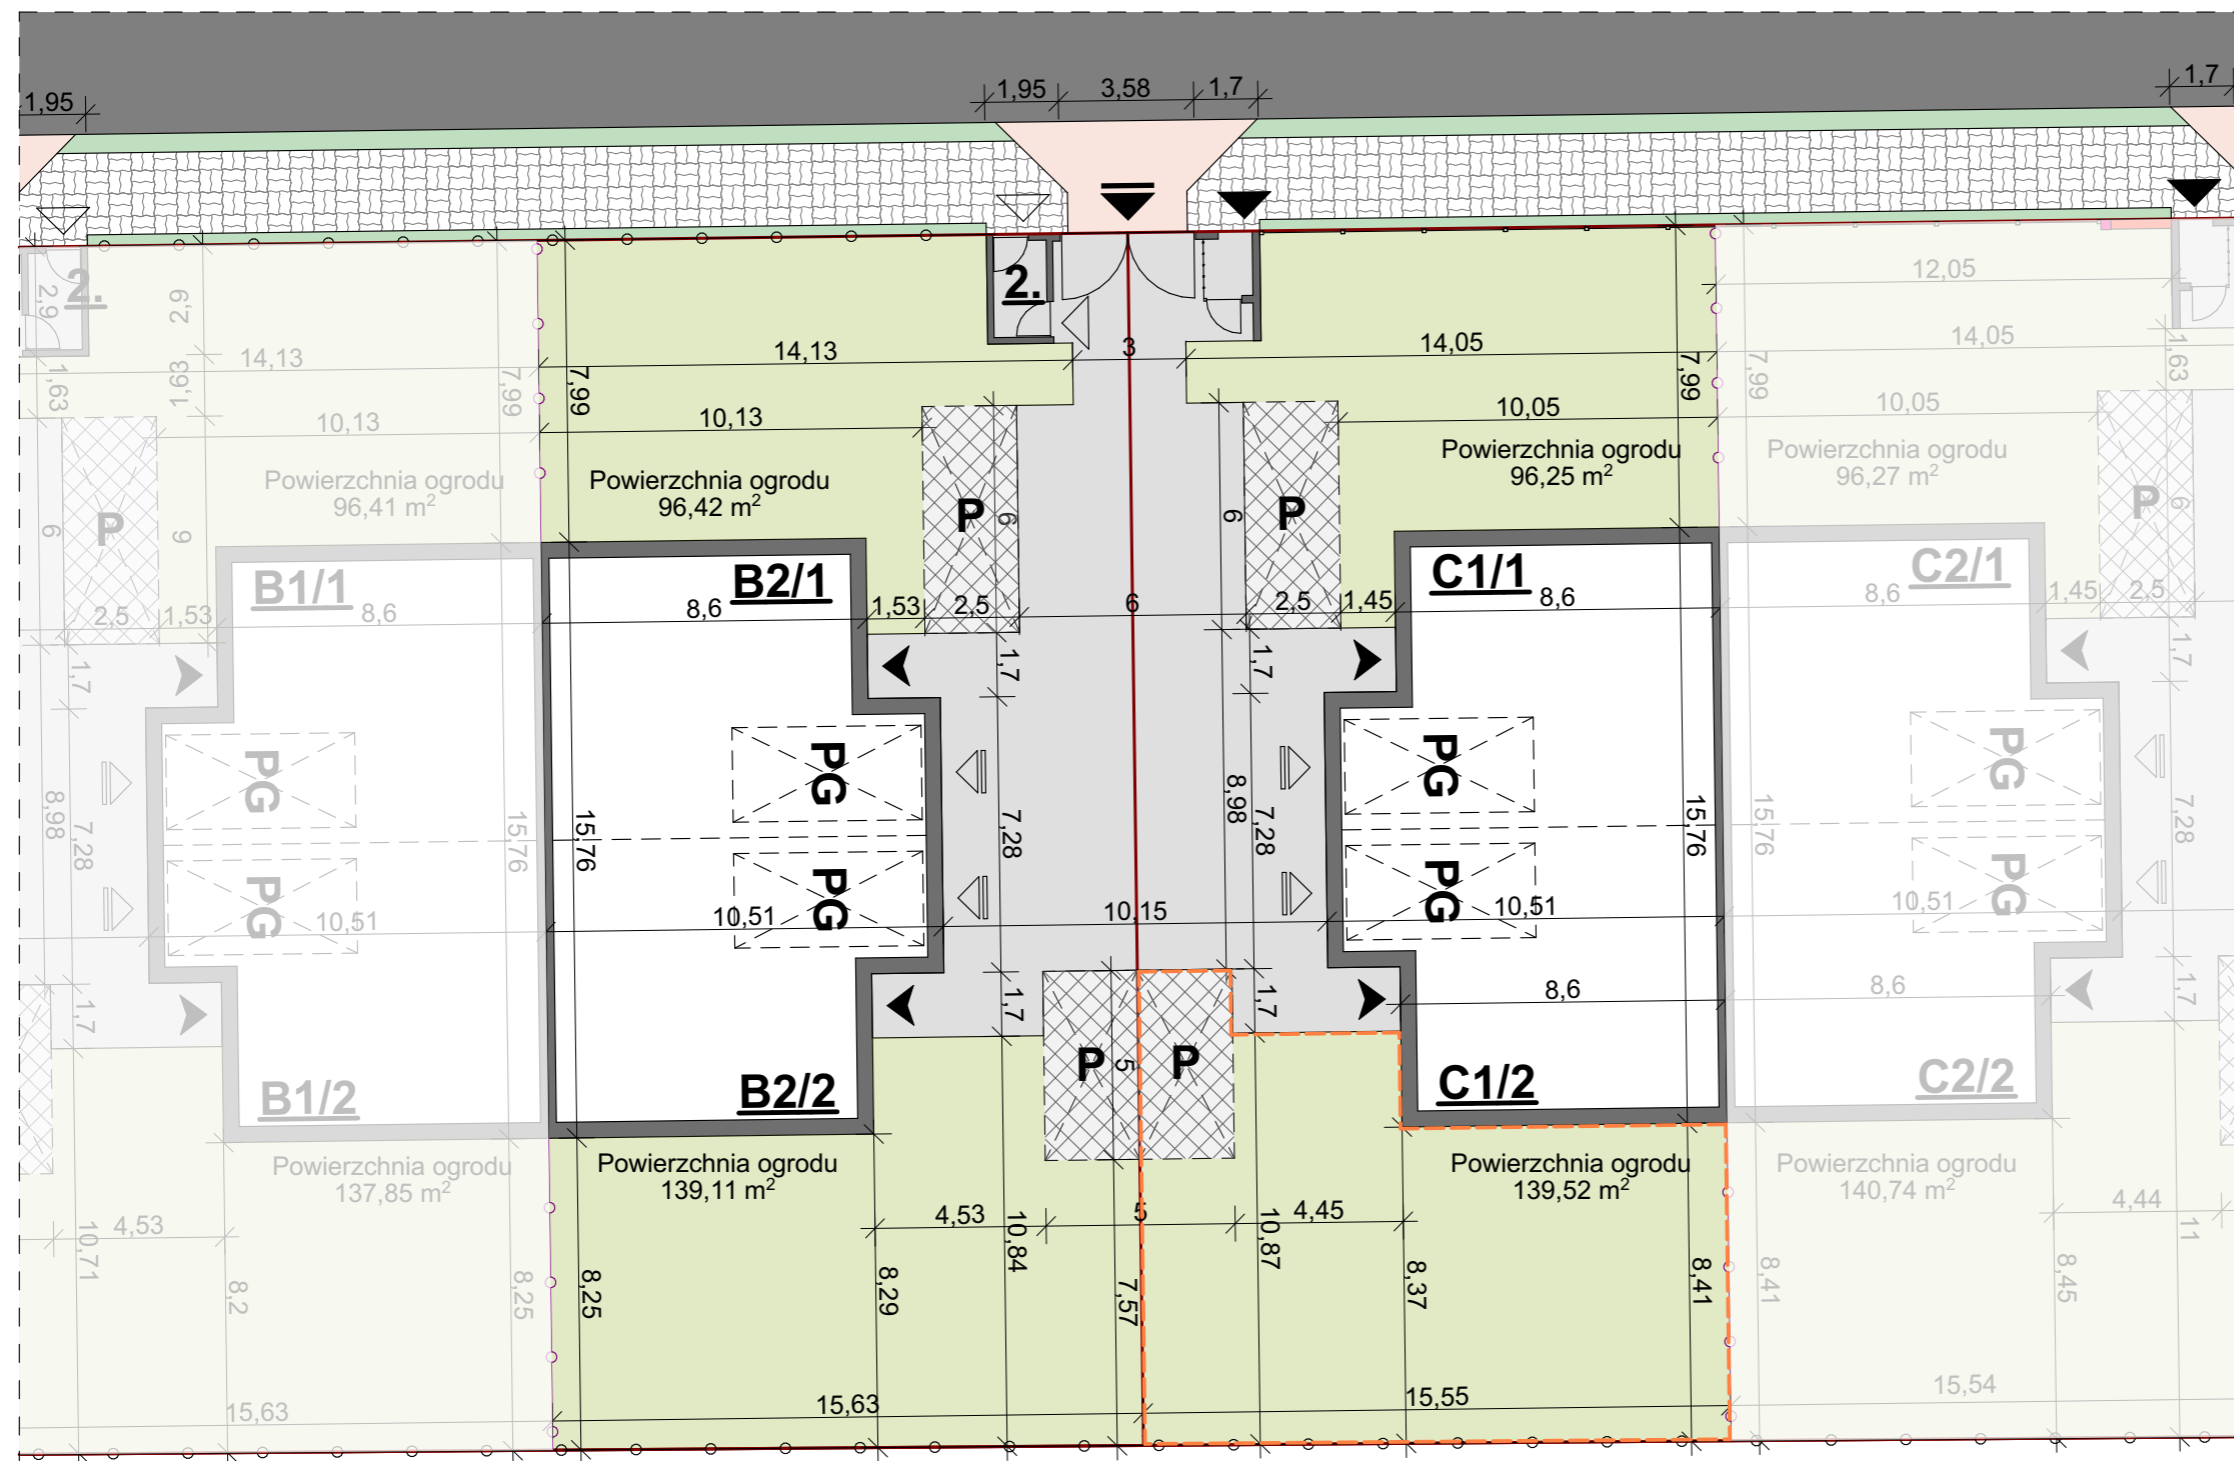 1,95
1,95
3,58
1,7
1,7
2.
2,9
2,9
2.
12,05
14,13
14,13
3
14,05
14,05
1,63
1,63
7,99
7,99
7,99
7,99
1,63
10,13
10,13
10,05
10,05
Powierzchnia ogrodu
96,41 m²
Powierzchnia ogrodu
96,42 m²
Powierzchnia ogrodu
96,25 m²
Powierzchnia ogrodu
96,27 m²
6
P
6
P
6
6
P
P
6
B1/1
B2/1
C1/1
C2/1
2,5
1,53
8,6
8,6
1,53
2,5
6
2,5
1,45
8,6
8,6
1,45
2,5
1,7
1,7
1,7
1,7
PG
PG
PG
PG
8,98
7,28
15,76
15,76
7,28
8,98
7,28
15,76
15,76
7,28
PG
PG
PG
PG
10,51
10,51
10,15
10,51
10,51
1,7
1,7
1,7
8,6
8,6
1,7
P
5
P
B1/2
B2/2
C1/2
C2/2
Powierzchnia ogrodu
137,85 m²
Powierzchnia ogrodu
139,11 m²
Powierzchnia ogrodu
139,52 m²
Powierzchnia ogrodu
140,74 m²
4,53
4,53
5
4,45
4,44
10,71
8,2
8,25
8,25
8,29
10,84
7,57
10,87
8,37
8,41
8,41
8,45
11
15,63
15,63
15,55
15,54